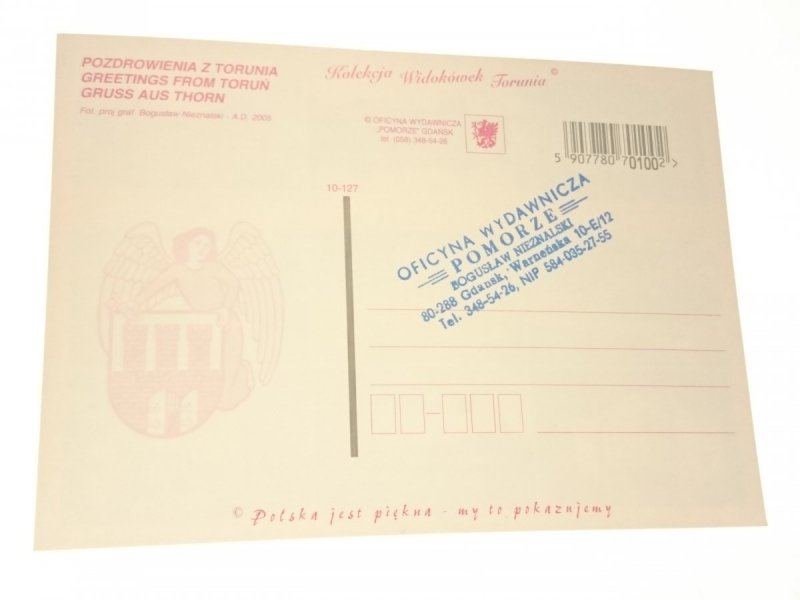 POZDROWIENIA Z TORUNIA
GREETINGS FROM TORUŃ
GRUSS AUS THORN
Fot. proj graf. Bogusław Nieznalski - A.D. 2005
Kolekcja Widokówek Torunia ©
© OFICYNA WYDAWNICZA
„POMORZE" GDAŃSK
tel. (058) 348-54-26
5 907780 701002 >
10-127
OFICYNA WYDAWNICZA
POMORZE
BOGUSŁAW NIEZNALSKI
80-288 Gdańsk, Warneńska 10-E/12
Tel. 348-54-26, NIP 584-035-27-55
© Polska jest piękna - my to pokazujemy